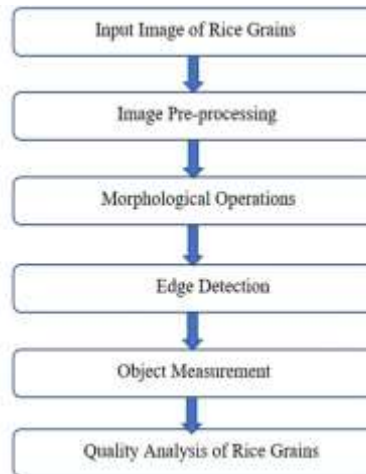 Input Image of Rice Grains
Image Pre-processing
Morphological Operations
Edge Detection
Object Measurement
Quality Analysis of Rice Grains